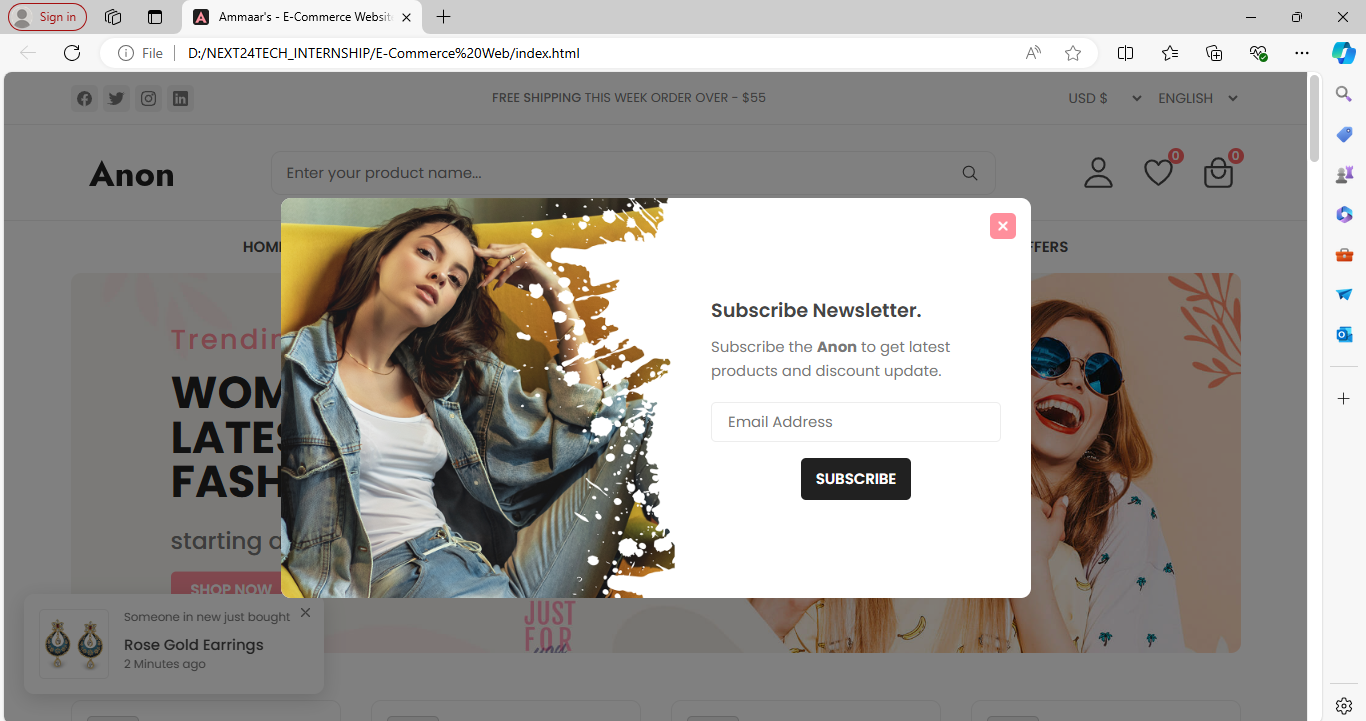 Sign in
Ammaar's - E-Commerce Website
File
D:/NEXT24TECH_INTERNSHIP/E-Commerce%20Web/index.html
FREE SHIPPING THIS WEEK ORDER OVER - $55
USD $
ENGLISH
Anon
Enter your product name...
0
0
HOM
FFERS
Trendin
WOM
LATES
FASH
starting a
SHOP NOW
Subscribe Newsletter.
Subscribe the Anon to get latest
products and discount update.
Email Address
SUBSCRIBE
JUST
FOR
you
Someone in new just bought
Rose Gold Earrings
2 Minutes ago